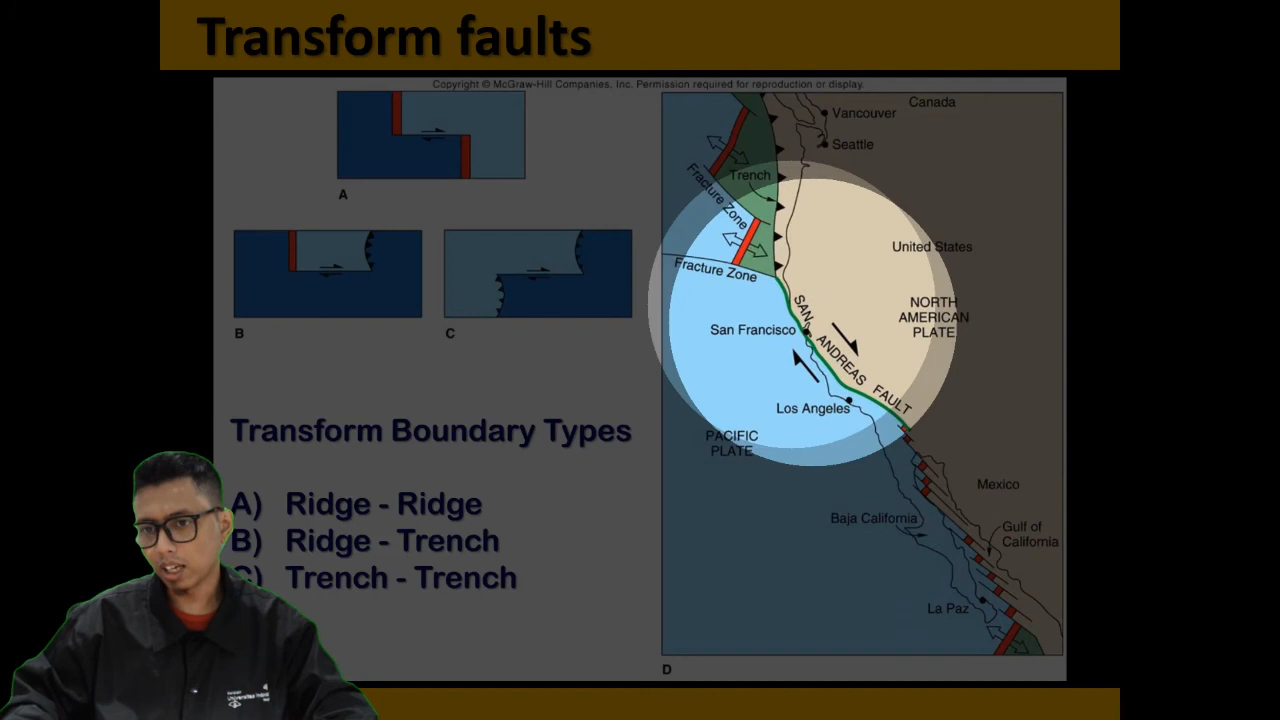 Transform faults
Copyright © McGraw-Hill Companies, Inc. Permission required for reproduction or display.
A
B
C
Transform Boundary Types
A) Ridge - Ridge
B) Ridge - Trench
C) Trench - Trench
Canada
Vancouver
Seattle
Trench
Fracture Zone
United States
Fracture Zone
NORTH
AMERICAN
PLATE
San Francisco
SAN ANDREAS FAULT
Los Angeles
PACIFIC
PLATE
Mexico
Baja California
Gulf of
California
La Paz
D